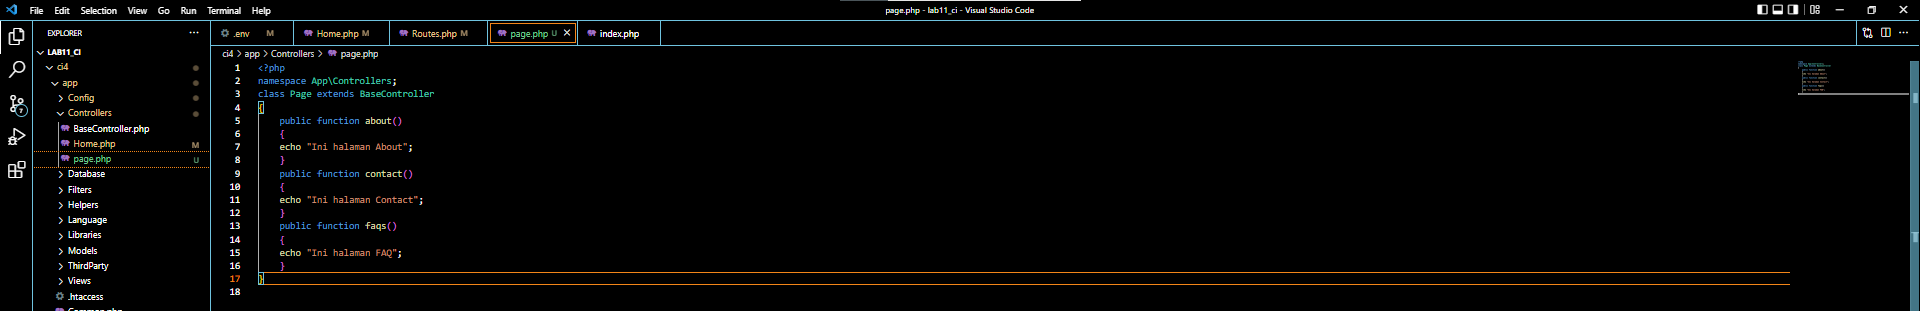 File Edit Selection View Go Run Terminal Help
page.php - lab11_ci - Visual Studio Code
EXPLORER
.env M
Home.php M
Routes.php M
page.php U
index.php
LAB11_CI
ci4
app
Config
Controllers
BaseController.php
Home.php M
page.php U
Database
Filters
Helpers
Language
Libraries
Models
ThirdParty
Views
.htaccess
Common.php
7
ci4 > app > Controllers > page.php
1 <?php
2 namespace App\Controllers;
3 class Page extends BaseController
4 {
5 public function about()
6 {
7 echo "Ini halaman About";
8 }
9 public function contact()
10 {
11 echo "Ini halaman Contact";
12 }
13 public function faqs()
14 {
15 echo "Ini halaman FAQ";
16 }
17 }
18